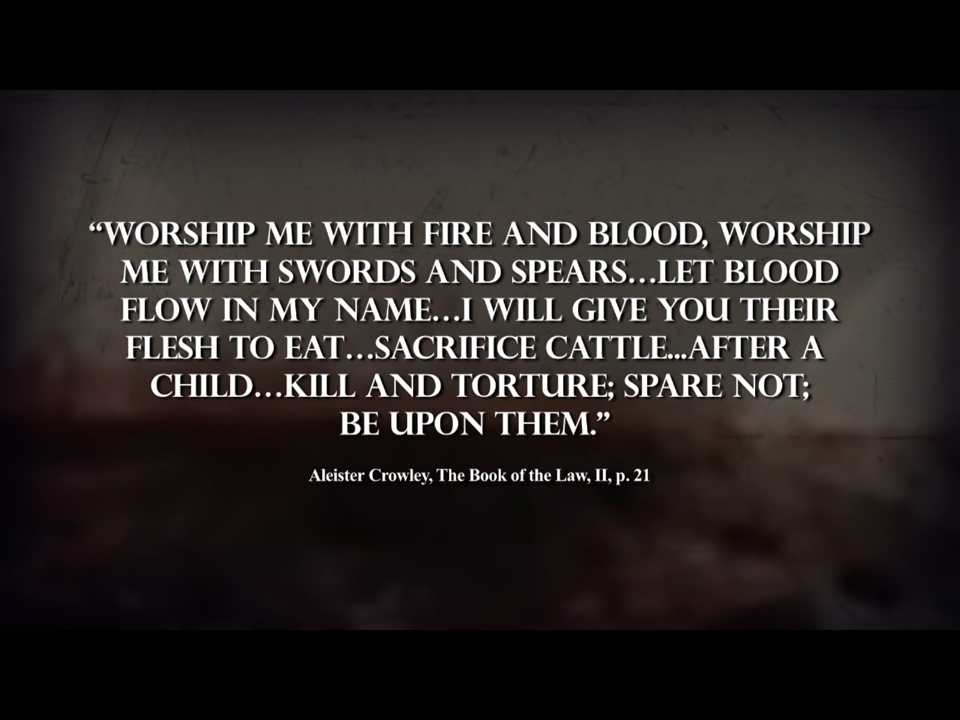 “WORSHIP ME WITH FIRE AND BLOOD, WORSHIP
ME WITH SWORDS AND SPEARS...LET BLOOD
FLOW IN MY NAME...I WILL GIVE YOU THEIR
FLESH TO EAT...SACRIFICE CATTLE...AFTER A
CHILD...KILL AND TORTURE; SPARE NOT;
BE UPON THEM.”
Aleister Crowley, The Book of the Law, II, p. 21